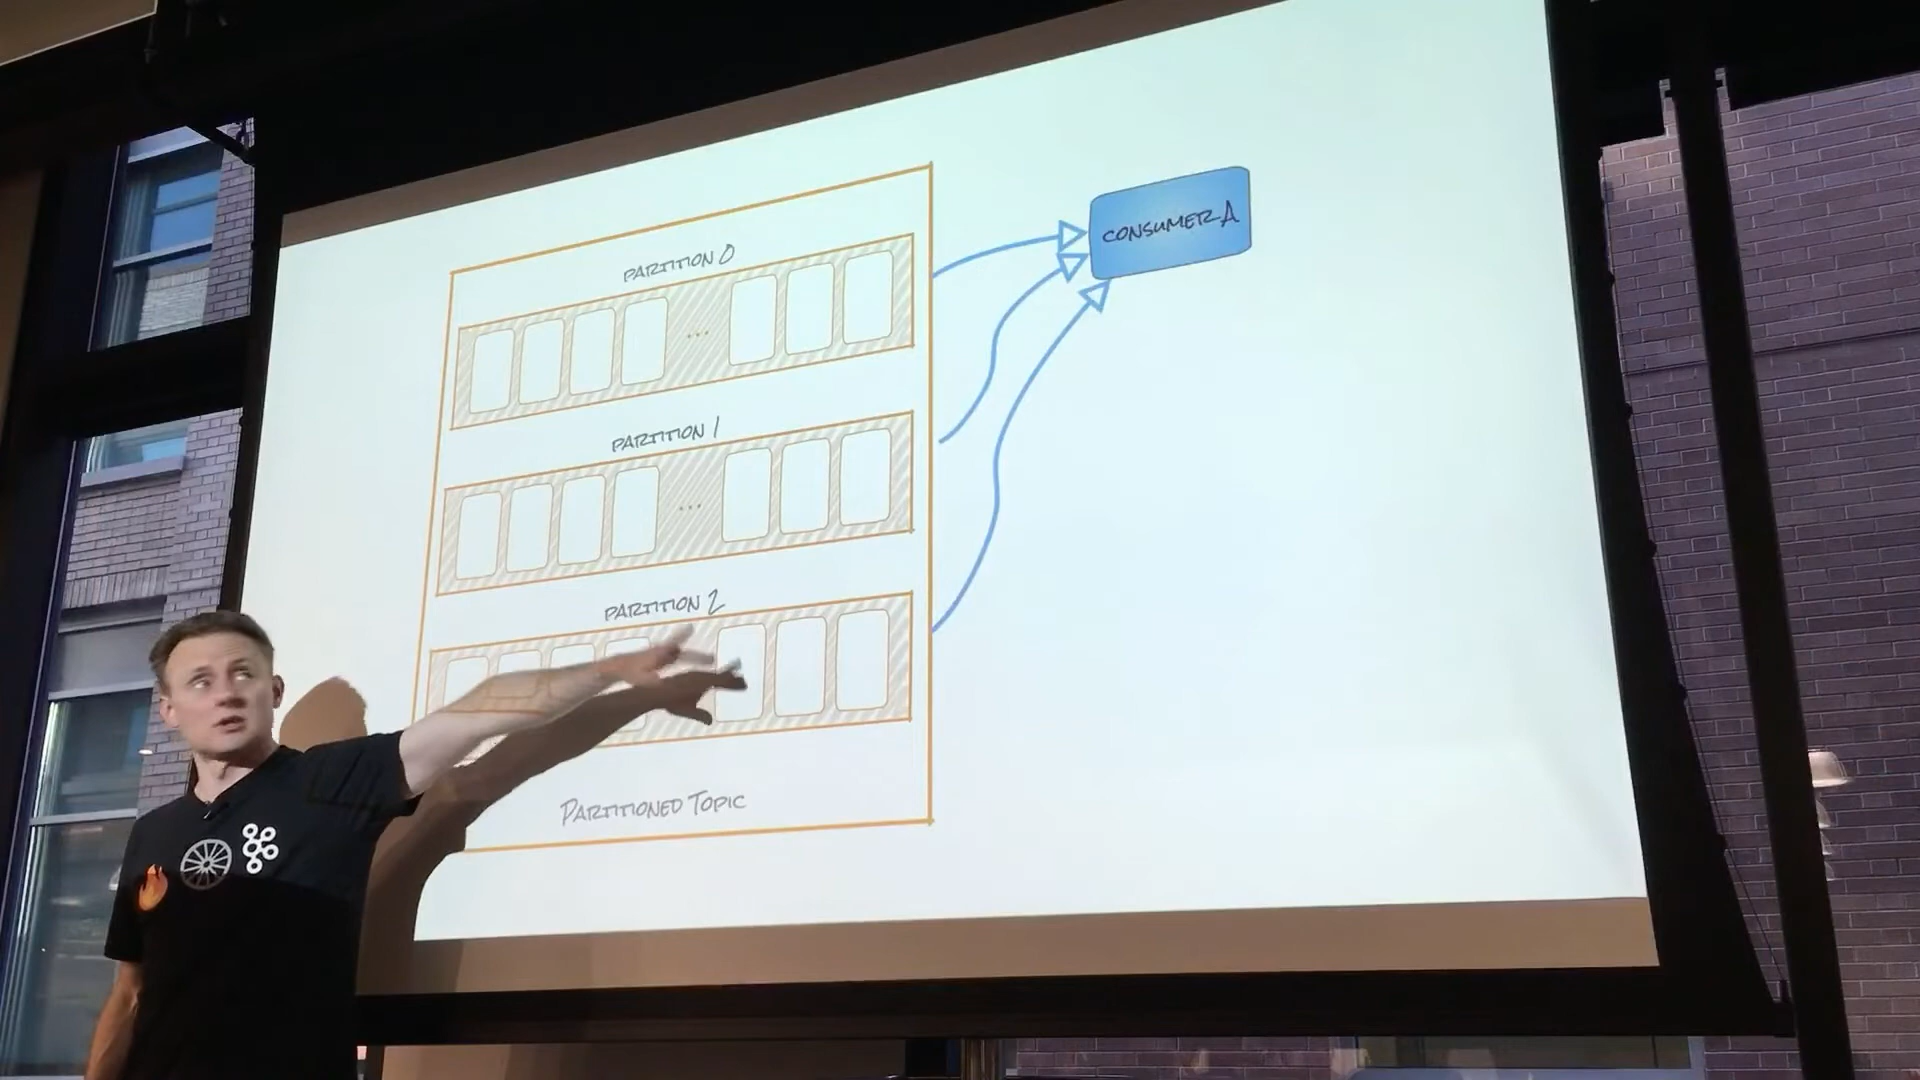 PARTITION 0
...
CONSUMER A
PARTITION 1
...
PARTITION 2
PARTITIONED TOPIC